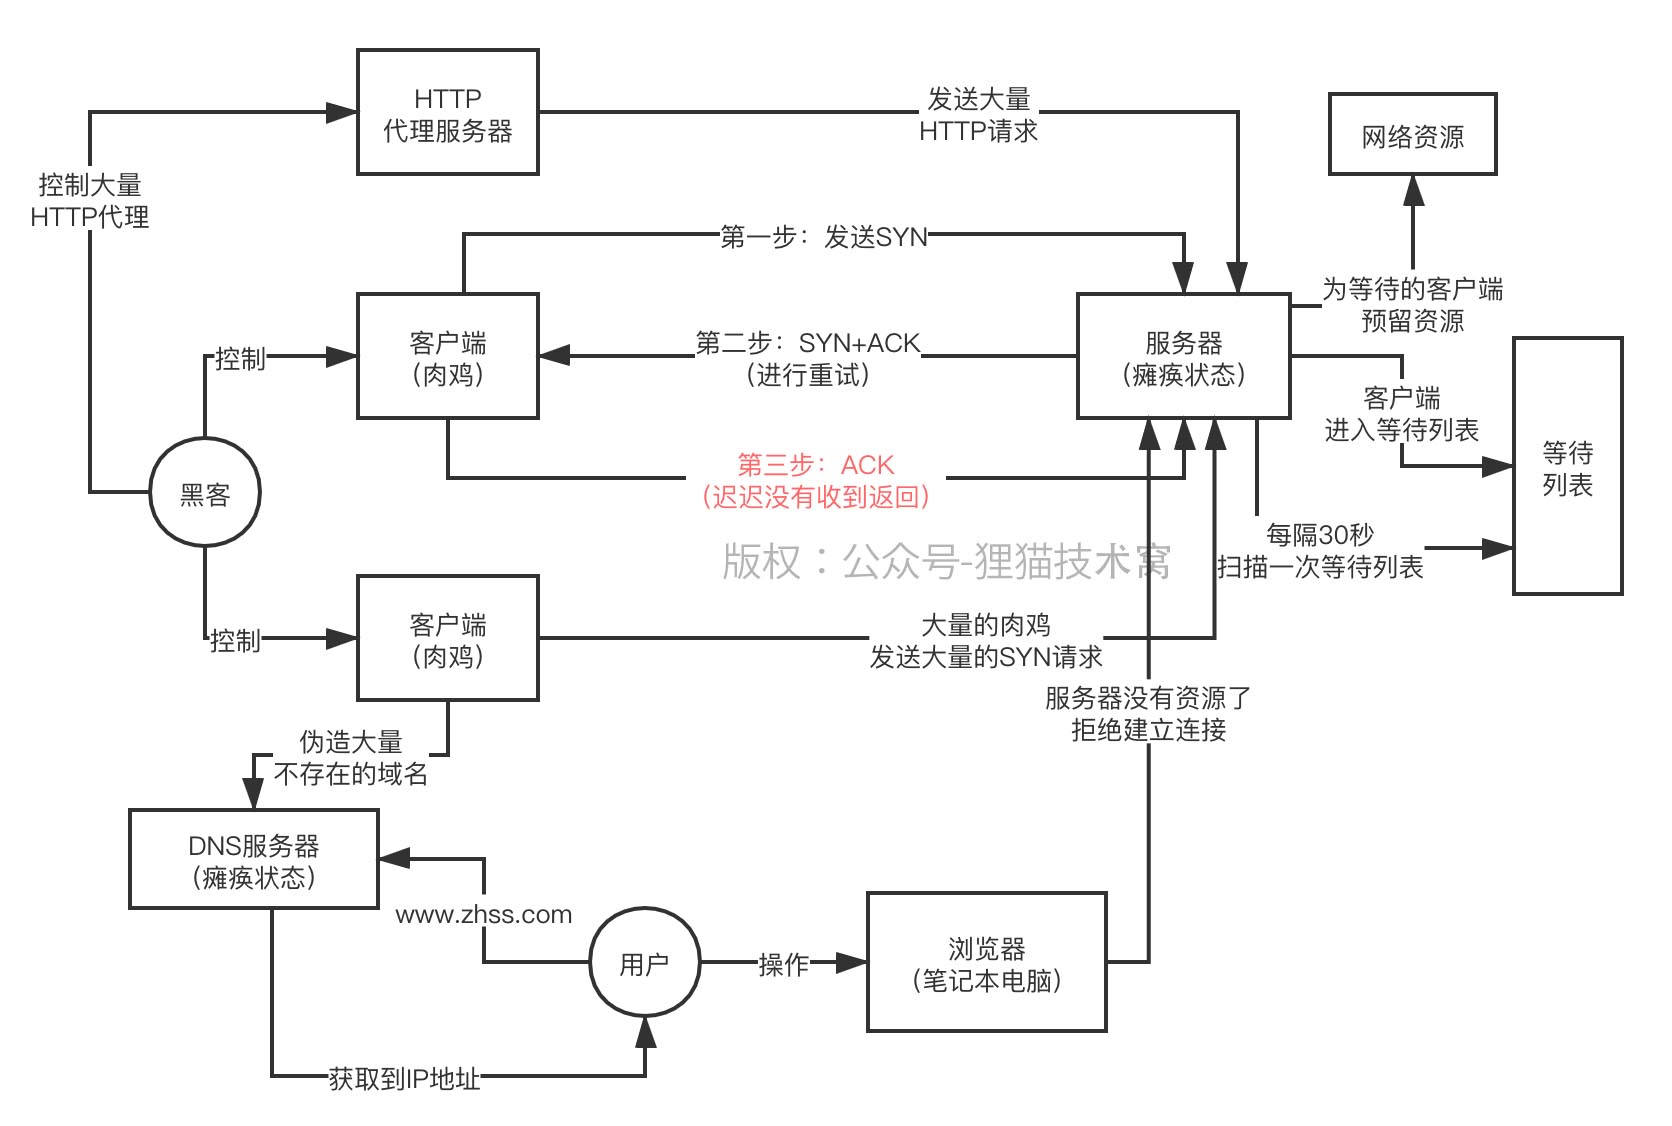 HTTP
代理服务器
发送大量
HTTP请求
网络资源
控制大量
HTTP代理
第一步：发送SYN
为等待的客户端
预留资源
客户端
（肉鸡）
控制
第二步：SYN+ACK
（进行重试）
服务器
（瘫痪状态）
客户端
进入等待列表
等待
列表
第三步：ACK
（迟迟没有收到返回）
黑客
每隔30秒
扫描一次等待列表
版权：公众号-狸猫技术窝
控制
客户端
（肉鸡）
大量的肉鸡
发送大量的SYN请求
服务器没有资源了
拒绝建立连接
伪造大量
不存在的域名
DNS服务器
（瘫痪状态）
www.zhss.com
用户
操作
浏览器
（笔记本电脑）
获取到IP地址